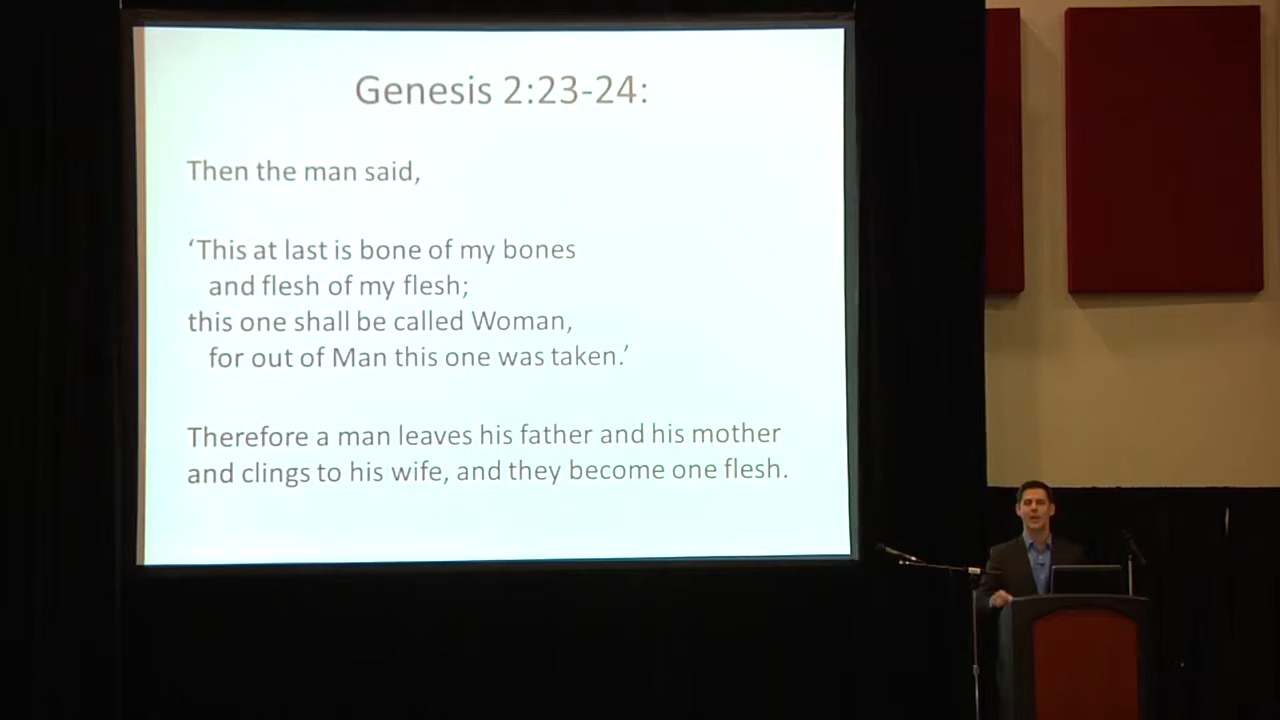 Genesis 2:23-24:
Then the man said,
‘This at last is bone of my bones
and flesh of my flesh;
this one shall be called Woman,
for out of Man this one was taken.’
Therefore a man leaves his father and his mother
and clings to his wife, and they become one flesh.